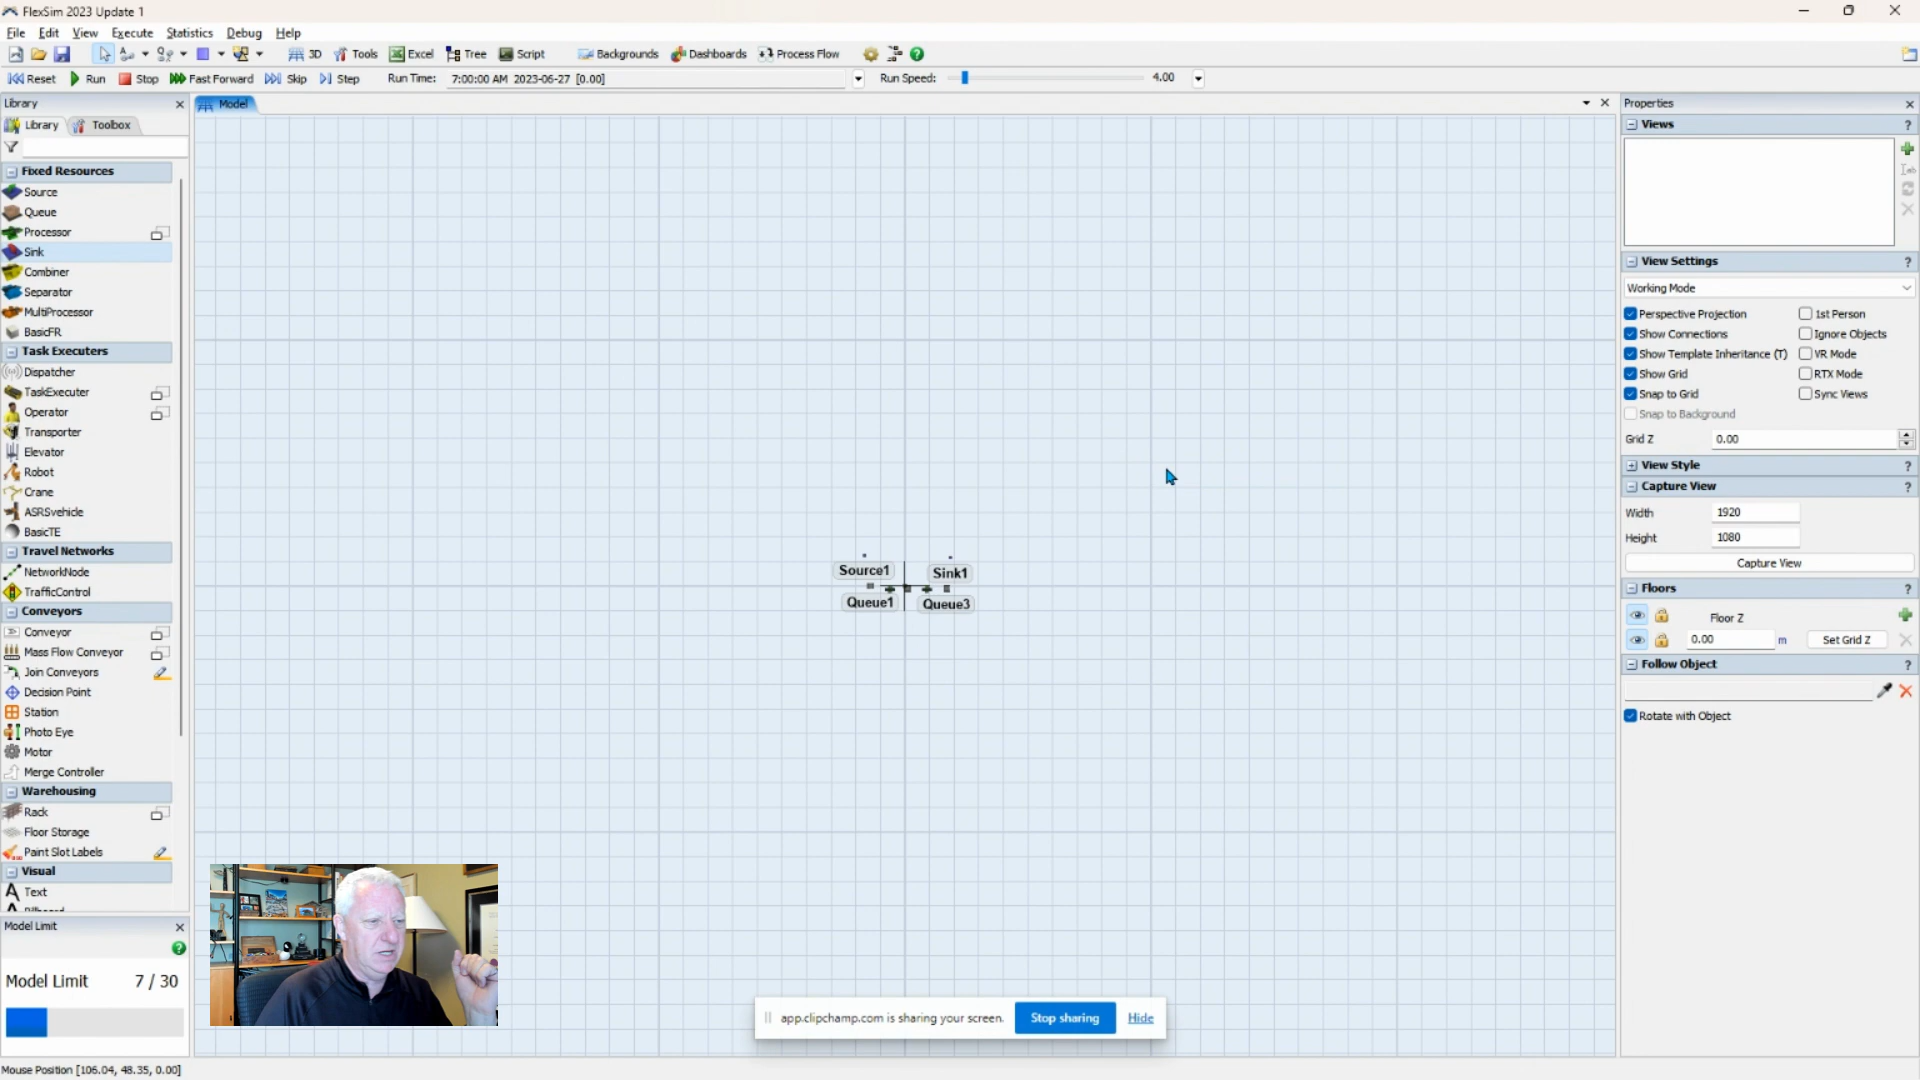 FlexSim 2023 Update 1
File Edit View Execute Statistics Debug Help
3D Tools Excel Tree Script Backgrounds Dashboards Process Flow
Reset Run Stop Fast Forward Skip Step Run Time: 7:00:00 AM 2023-06-27 [0.00] Run Speed: 4.00
Library
Library Toolbox
Fixed Resources
Source
Queue
Processor
Sink
Combiner
Separator
MultiProcessor
BasicFR
Task Executers
Dispatcher
TaskExecuter
Operator
Transporter
Elevator
Robot
Crane
ASRSvehicle
BasicTE
Travel Networks
NetworkNode
TrafficControl
Conveyors
Conveyor
Mass Flow Conveyor
Join Conveyors
Decision Point
Station
Photo Eye
Motor
Merge Controller
Warehousing
Rack
Floor Storage
Paint Slot Labels
Visual
Text
Model Limit
Model Limit 7 / 30
Mouse Position [106.04, 48.35, 0.00]
Model
Source1 Sink1
Queue1 Queue3
app.clipchamp.com is sharing your screen. Stop sharing Hide
Properties
Views
View Settings
Working Mode
Perspective Projection 1st Person
Show Connections Ignore Objects
Show Template Inheritance (T) VR Mode
Show Grid RTX Mode
Snap to Grid Sync Views
Snap to Background
Grid Z 0.00
View Style
Capture View
Width 1920
Height 1080
Capture View
Floors
Floor Z
0.00 m Set Grid Z
Follow Object
Rotate with Object